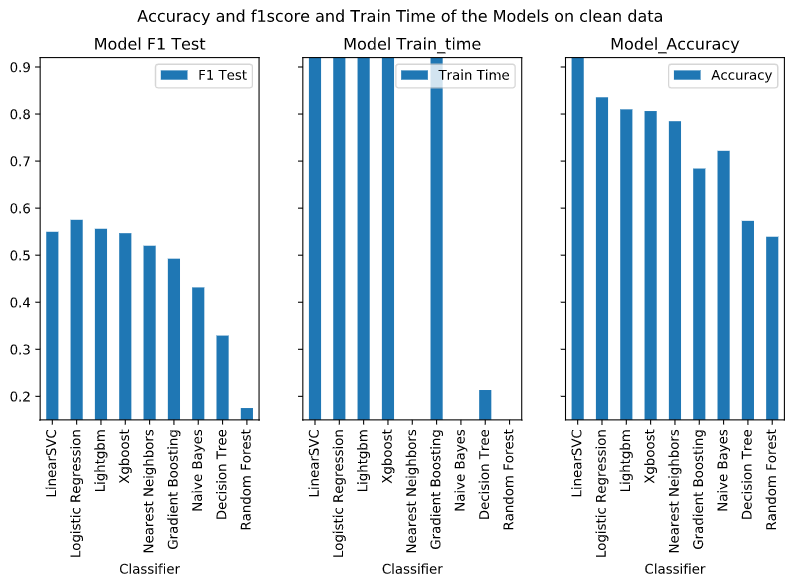 Accuracy and f1score and Train Time of the Models on clean data
Model F1 Test
Model Train_time
Model_Accuracy
F1 Test
Train Time
Accuracy
0.9
0.8
0.7
0.6
0.5
0.4
0.3
0.2
LinearSVC
Logistic Regression
Lightgbm
Xgboost
Nearest Neighbors
Gradient Boosting
Naive Bayes
Decision Tree
Random Forest
Classifier
LinearSVC
Logistic Regression
Lightgbm
Xgboost
Nearest Neighbors
Gradient Boosting
Naive Bayes
Decision Tree
Random Forest
Classifier
LinearSVC
Logistic Regression
Lightgbm
Xgboost
Nearest Neighbors
Gradient Boosting
Naive Bayes
Decision Tree
Random Forest
Classifier